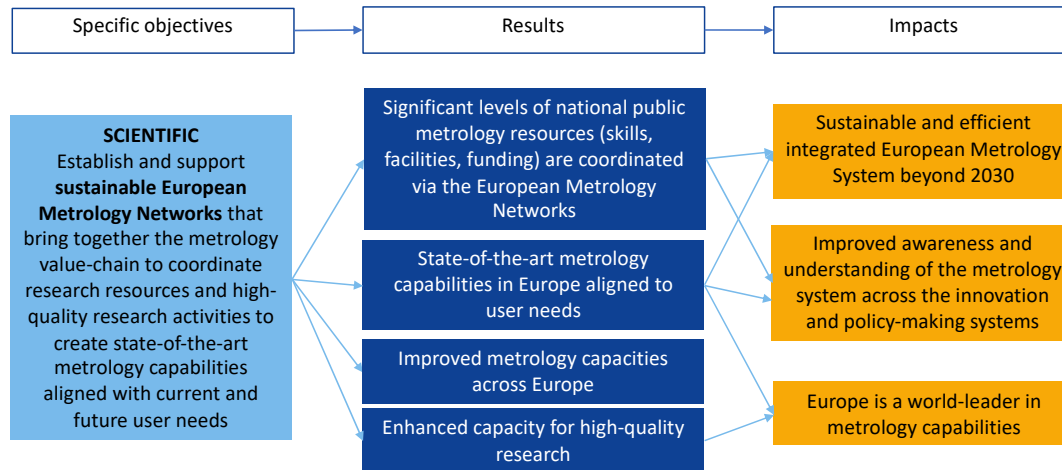 Specific objectives
Results
Impacts
SCIENTIFIC
Establish and support
sustainable European
Metrology Networks that
bring together the metrology
value-chain to coordinate
research resources and high-
quality research activities to
create state-of-the-art
metrology capabilities
aligned with current and
future user needs
Significant levels of national public
metrology resources (skills,
facilities, funding) are coordinated
via the European Metrology
Networks
State-of-the-art metrology
capabilities in Europe aligned to
user needs
Improved metrology capacities
across Europe
Enhanced capacity for high-quality
research
Sustainable and efficient
integrated European Metrology
System beyond 2030
Improved awareness and
understanding of the metrology
system across the innovation
and policy-making systems
Europe is a world-leader in
metrology capabilities